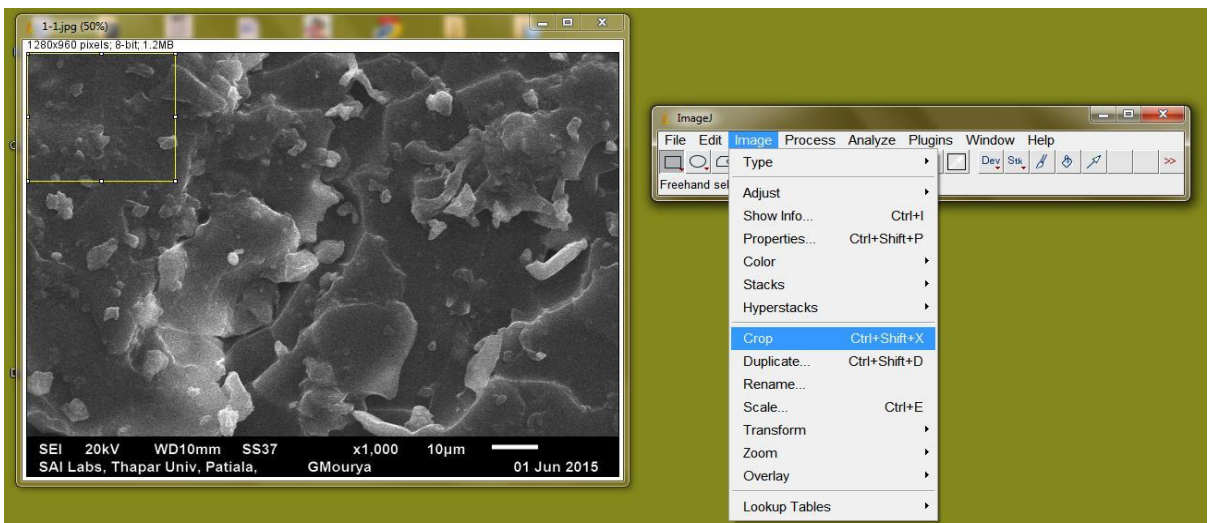 1-1.jpg (50%)
1280x960 pixels; 8-bit; 1.2MB
SEI 20kV WD10mm SS37 x1,000 10µm
SAI Labs, Thapar Univ, Patiala, GMourya 01 Jun 2015
ImageJ
File Edit Image Process Analyze Plugins Window Help
Dev Stk >>
Freehand sel
Type
Adjust
Show Info... Ctrl+I
Properties... Ctrl+Shift+P
Color
Stacks
Hyperstacks
Crop Ctrl+Shift+X
Duplicate... Ctrl+Shift+D
Rename...
Scale... Ctrl+E
Transform
Zoom
Overlay
Lookup Tables